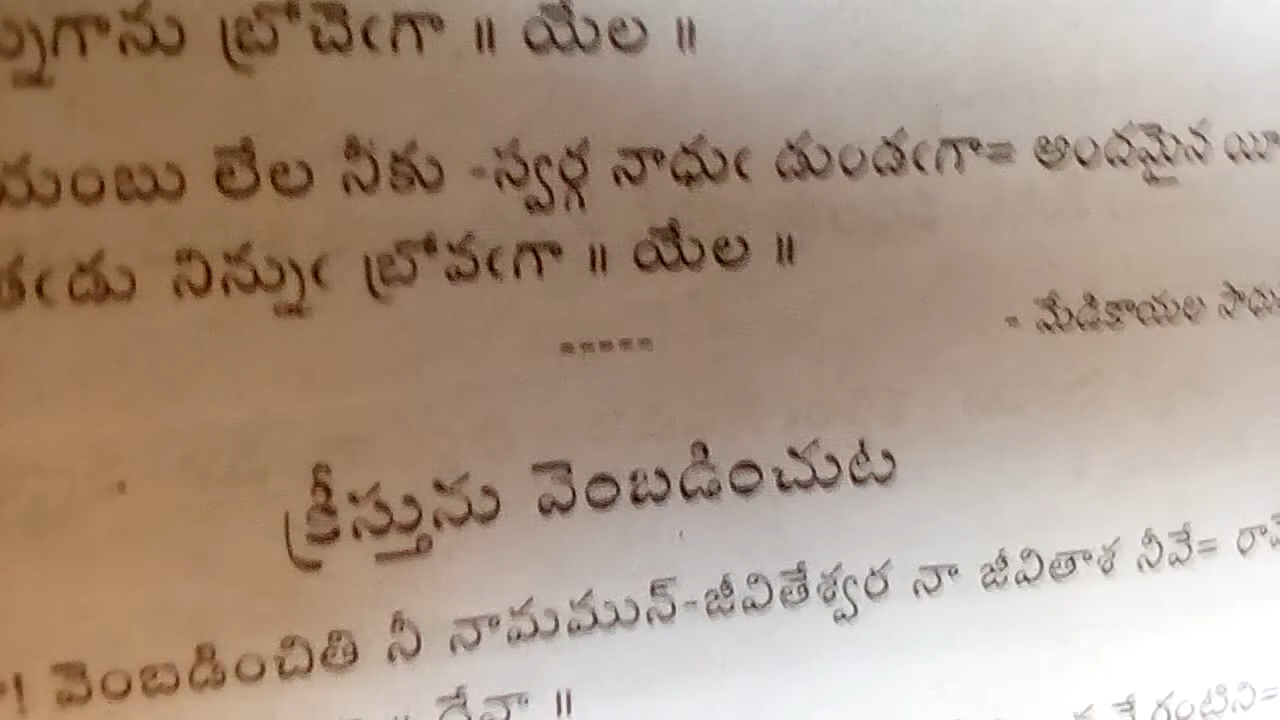 న్నుగాను బ్రోచెఁగా ॥ యేల ॥
యంబు లేల నీకు -స్వర్గ నాధుఁ డుండఁగా= అందమైన యీ
తఁడు నిన్నుఁ బ్రోవఁగా ॥ యేల ॥
- మేడికాయల సాధు
=====
క్రీస్తును వెంబడించుట
! వెంబడించితి నీ నామమున్-జీవితేశ్వర నా జీవితాశ నీవే= రావె
॥ దేవా ॥
నే గంటిని=